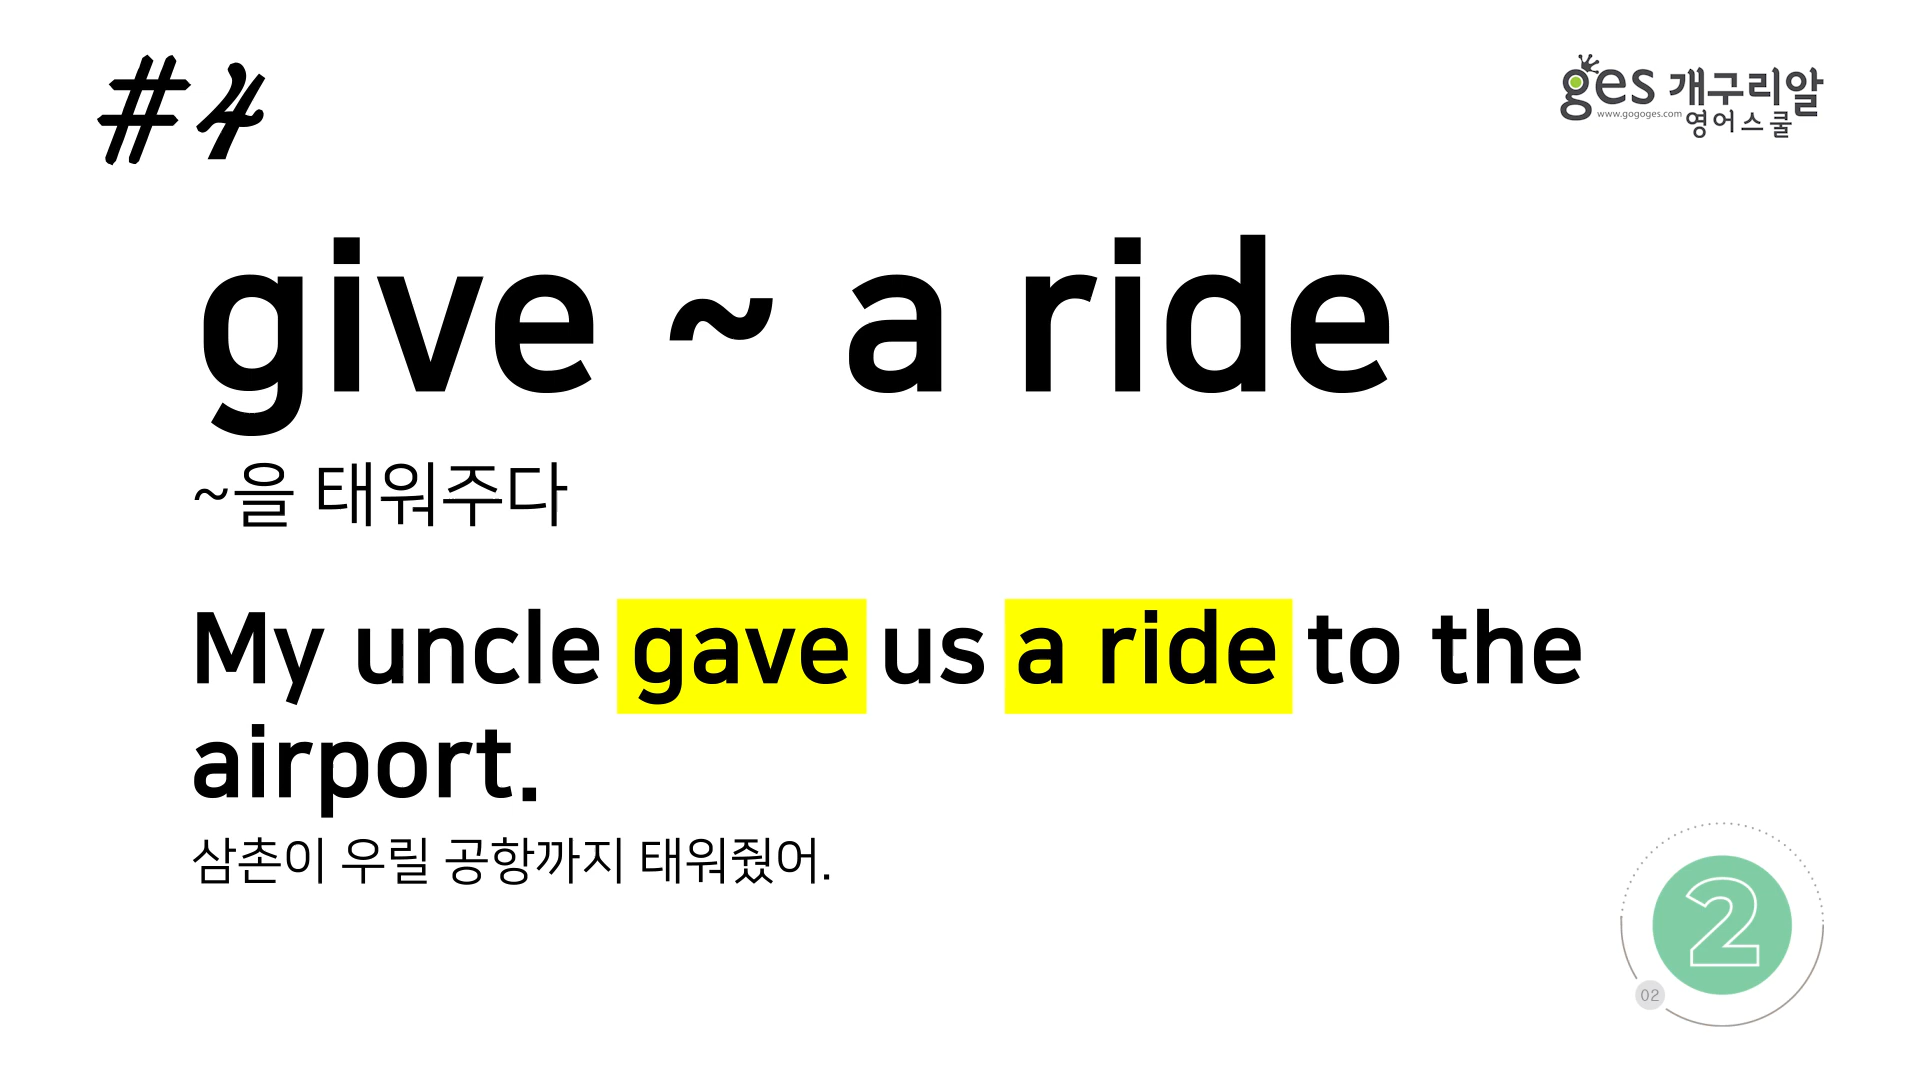 #4
ges 개구리알
www.gogoges.com 영어스쿨
give ~ a ride
~을 태워주다
My uncle gave us a ride to the
airport.
삼촌이 우릴 공항까지 태워줬어.
2
02